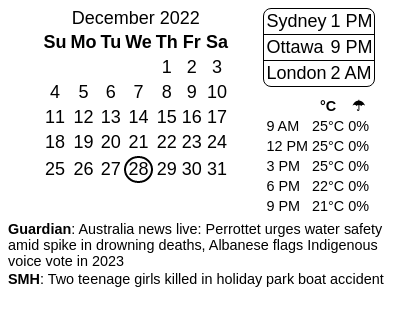 December 2022
Su Mo Tu We Th Fr Sa
1 2 3
4 5 6 7 8 9 10
11 12 13 14 15 16 17
18 19 20 21 22 23 24
25 26 27 28 29 30 31
Sydney 1 PM
Ottawa 9 PM
London 2 AM
°C ☂
9 AM 25°C 0%
12 PM 25°C 0%
3 PM 25°C 0%
6 PM 22°C 0%
9 PM 21°C 0%
Guardian: Australia news live: Perrottet urges water safety
amid spike in drowning deaths, Albanese flags Indigenous
voice vote in 2023
SMH: Two teenage girls killed in holiday park boat accident